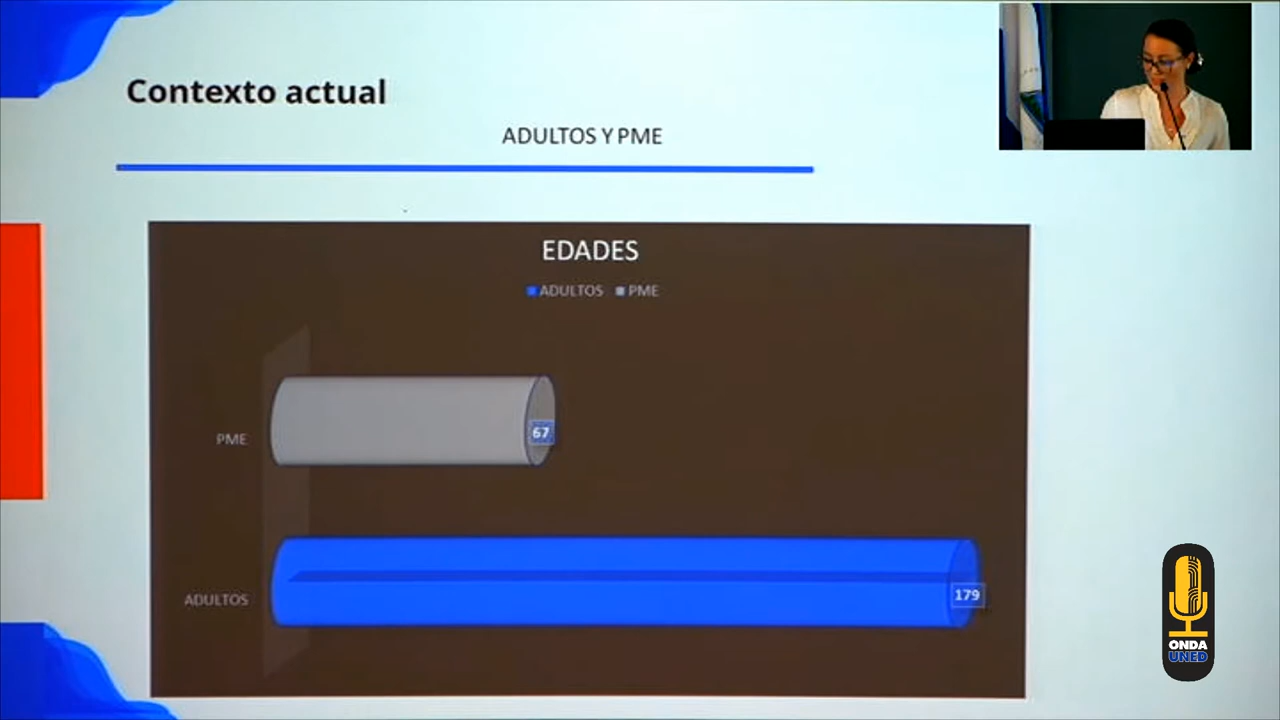 Contexto actual
ADULTOS Y PME
EDADES
ADULTOS PME
PME
67
ADULTOS
179
ONDA
UNED